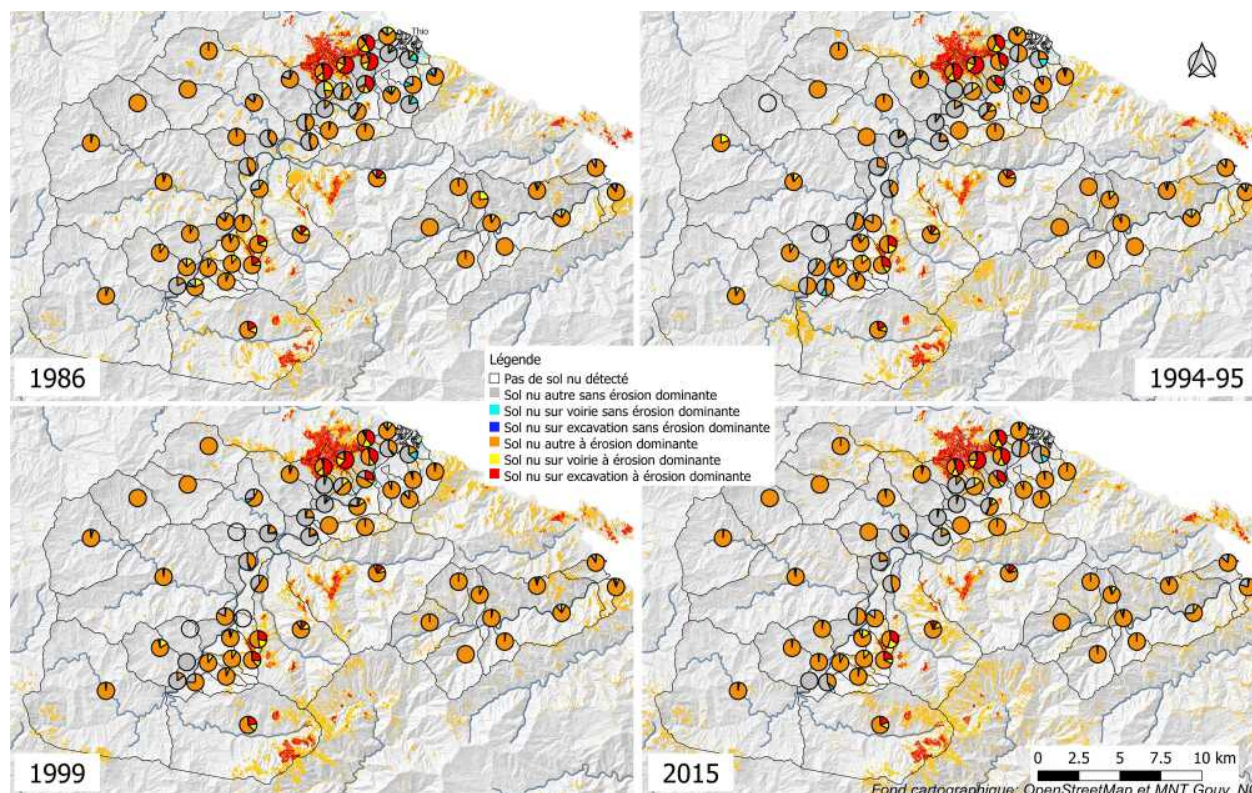 Thio
1986
1994-95
Légende
Pas de sol nu détecté
Sol nu autre sans érosion dominante
Sol nu sur voirie sans érosion dominante
Sol nu sur excavation sans érosion dominante
Sol nu autre à érosion dominante
Sol nu sur voirie à érosion dominante
Sol nu sur excavation à érosion dominante
1999
2015
0 2.5 5 7.5 10 km
Fond cartographique: OpenStreetMap et MNT Gouv. N